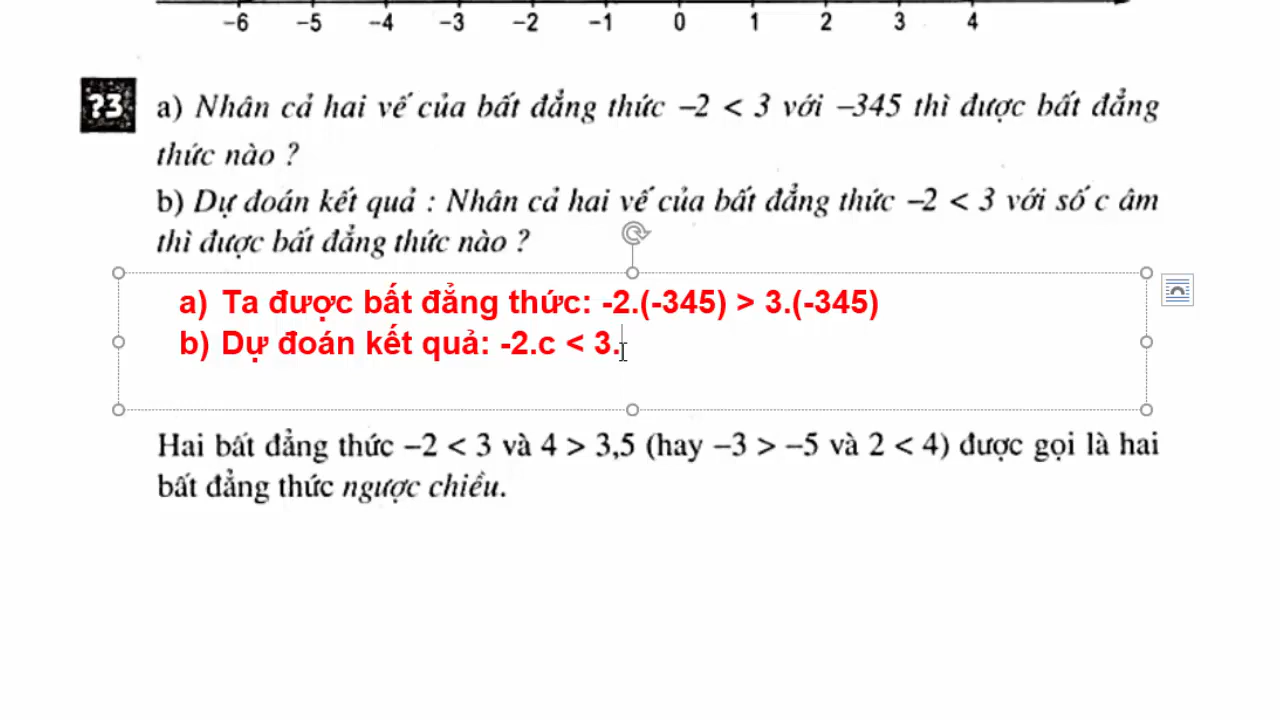 -6 -5 -4 -3 -2 -1 0 1 2 3 4
?3 a) Nhân cả hai vế của bất đẳng thức –2 < 3 với –345 thì được bất đẳng
thức nào ?
b) Dự đoán kết quả : Nhân cả hai vế của bất đẳng thức –2 < 3 với số c âm
thì được bất đẳng thức nào ?
a) Ta được bất đẳng thức: -2.(-345) > 3.(-345)
b) Dự đoán kết quả: -2.c < 3.
Hai bất đẳng thức –2 < 3 và 4 > 3,5 (hay –3 > –5 và 2 < 4) được gọi là hai
bất đẳng thức ngược chiều.